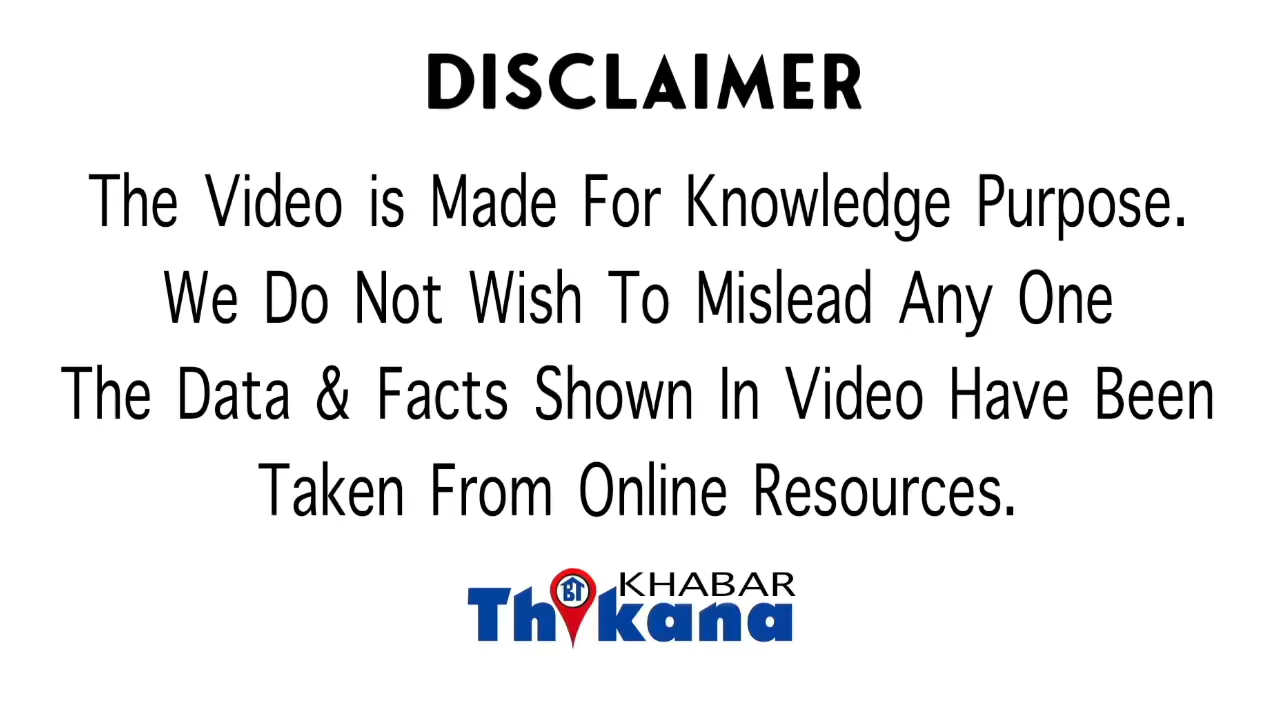 DISCLAIMER
The Video is Made For Knowledge Purpose.
We Do Not Wish To Mislead Any One
The Data & Facts Shown In Video Have Been
Taken From Online Resources.
KHABAR
BT
Thikana